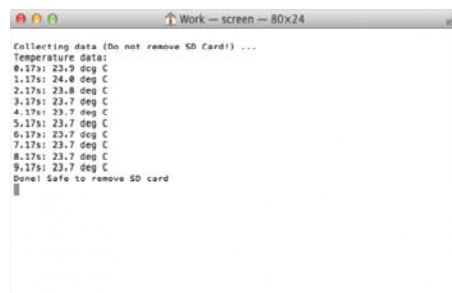 Work — screen — 80×24
Collecting data (Do not remove SD Card!) ...
Temperature data:
0.17s: 23.9 deg C
1.17s: 24.0 deg C
2.17s: 23.8 deg C
3.17s: 23.7 deg C
4.17s: 23.7 deg C
5.17s: 23.7 deg C
6.17s: 23.7 deg C
7.17s: 23.7 deg C
8.17s: 23.7 deg C
9.17s: 23.7 deg C
Done! Safe to remove SD card